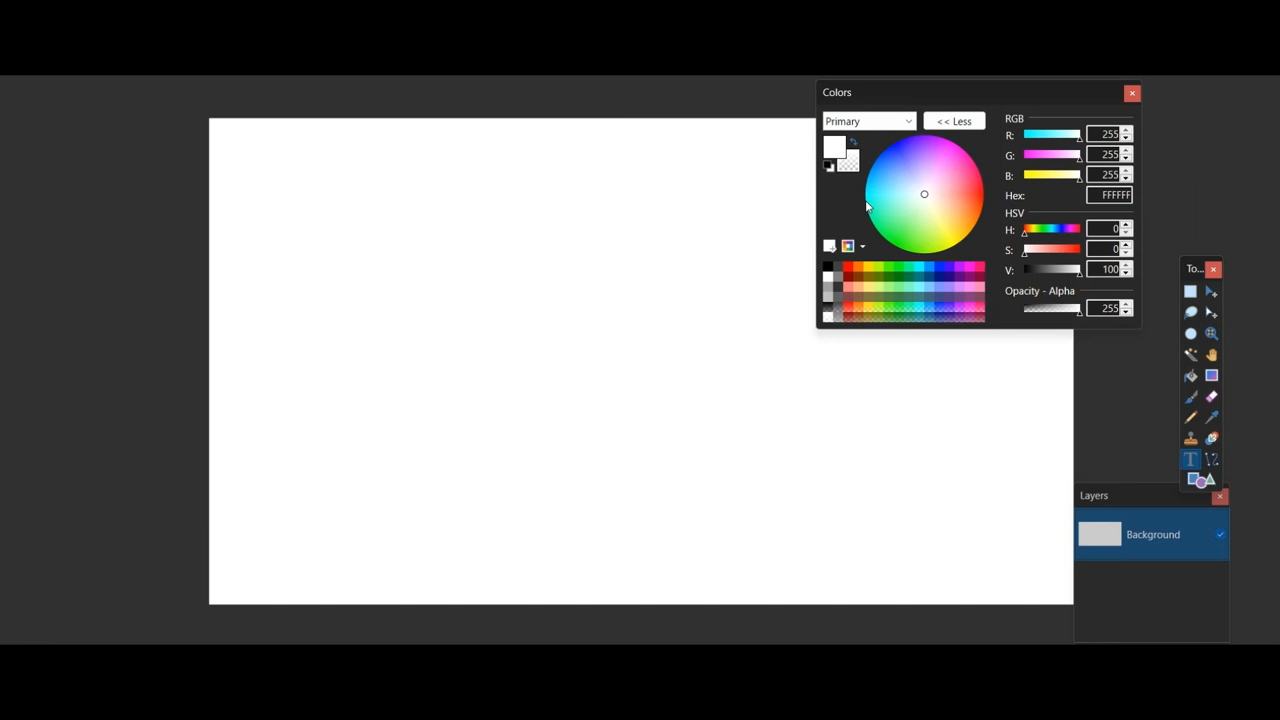 Colors
Primary
<< Less
RGB
R: 255
G: 255
B: 255
Hex: FFFFFF
HSV
H: 0
S: 0
V: 100
Opacity - Alpha
255
To...
T
Layers
Background